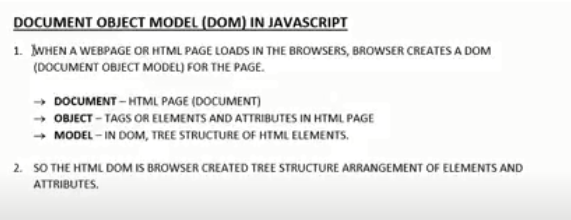 DOCUMENT OBJECT MODEL (DOM) IN JAVASCRIPT
1. WHEN A WEBPAGE OR HTML PAGE LOADS IN THE BROWSERS, BROWSER CREATES A DOM
(DOCUMENT OBJECT MODEL) FOR THE PAGE.
→ DOCUMENT – HTML PAGE (DOCUMENT)
→ OBJECT – TAGS OR ELEMENTS AND ATTRIBUTES IN HTML PAGE
→ MODEL – IN DOM, TREE STRUCTURE OF HTML ELEMENTS.
2. SO THE HTML DOM IS BROWSER CREATED TREE STRUCTURE ARRANGEMENT OF ELEMENTS AND
ATTRIBUTES.